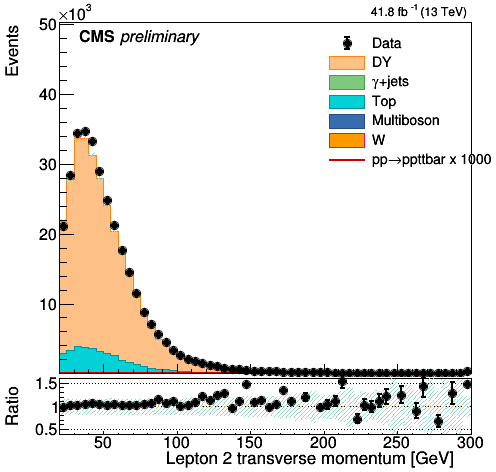 ×10³
41.8 fb⁻¹ (13 TeV)
CMS preliminary
Events
50
40
30
20
10
Data
DY
γ+jets
Top
Multiboson
W
pp→ppttbar x 1000
Ratio
1.5
1
0.5
50 100 150 200 250 300
Lepton 2 transverse momentum [GeV]